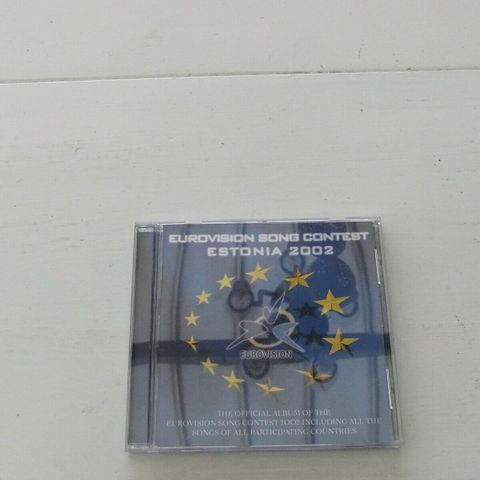 EUROVISION SONG CONTEST
ESTONIA 2002
EUROVISION
THE OFFICIAL ALBUM OF THE
EUROVISION SONG CONTEST 2002 INCLUDING ALL THE
SONGS OF ALL PARTICIPATING COUNTRIES